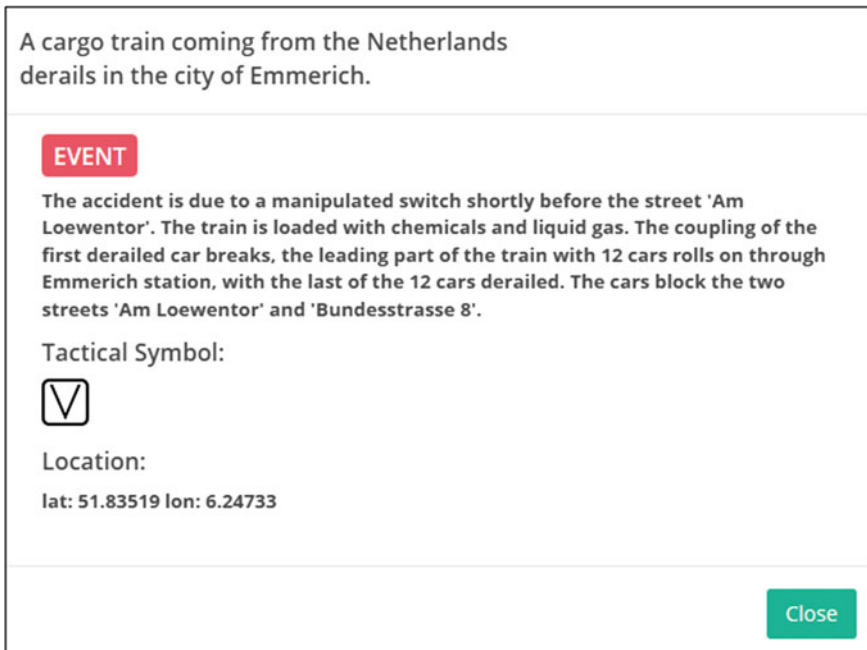 A cargo train coming from the Netherlands
derails in the city of Emmerich.
EVENT
The accident is due to a manipulated switch shortly before the street 'Am
Loewentor'. The train is loaded with chemicals and liquid gas. The coupling of the
first derailed car breaks, the leading part of the train with 12 cars rolls on through
Emmerich station, with the last of the 12 cars derailed. The cars block the two
streets 'Am Loewentor' and 'Bundesstrasse 8'.
Tactical Symbol:
V
Location:
lat: 51.83519 lon: 6.24733
Close